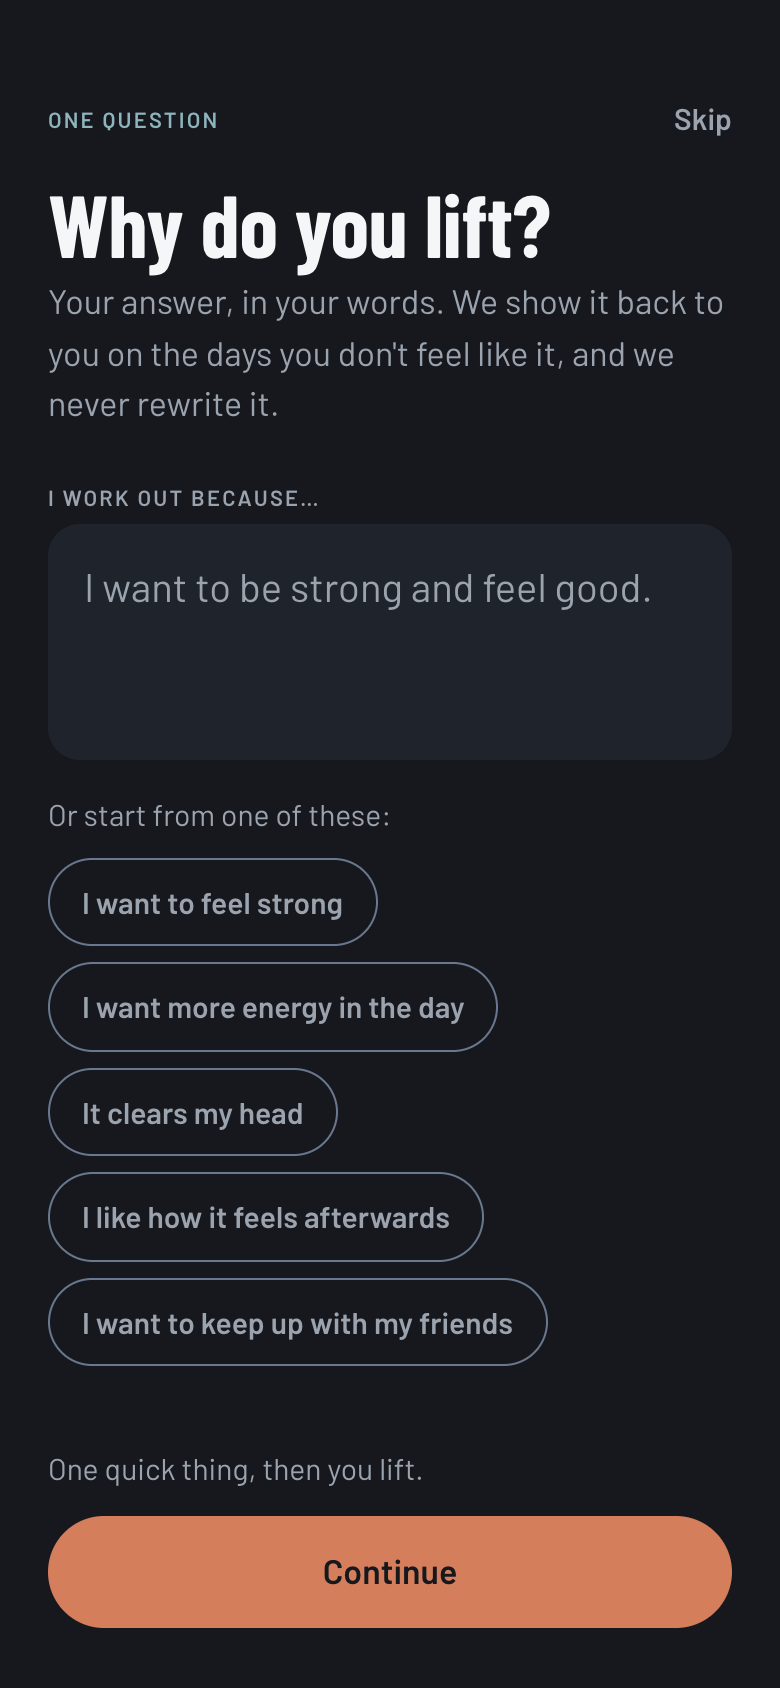 ONE QUESTION
Skip
Why do you lift?
Your answer, in your words. We show it back to
you on the days you don't feel like it, and we
never rewrite it.
I WORK OUT BECAUSE…
I want to be strong and feel good.
Or start from one of these:
I want to feel strong
I want more energy in the day
It clears my head
I like how it feels afterwards
I want to keep up with my friends
One quick thing, then you lift.
Continue